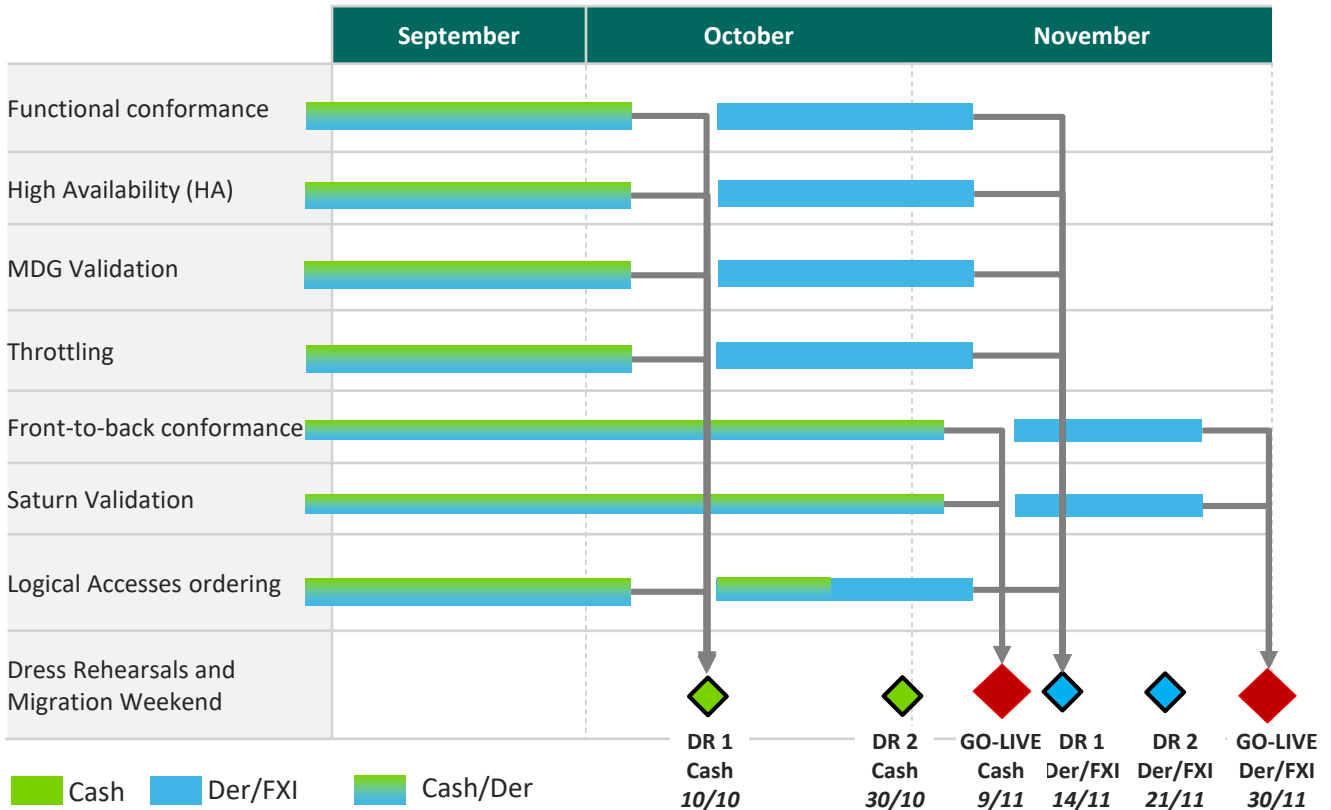 September October November
Functional conformance
High Availability (HA)
MDG Validation
Throttling
Front-to-back conformance
Saturn Validation
Logical Accesses ordering
Dress Rehearsals and
Migration Weekend
DR 1 DR 2 GO-LIVE DR 1 DR 2 GO-LIVE
Cash Cash Cash Der/FXI Der/FXI Der/FXI
10/10 30/10 9/11 14/11 21/11 30/11
Cash Der/FXI Cash/Der